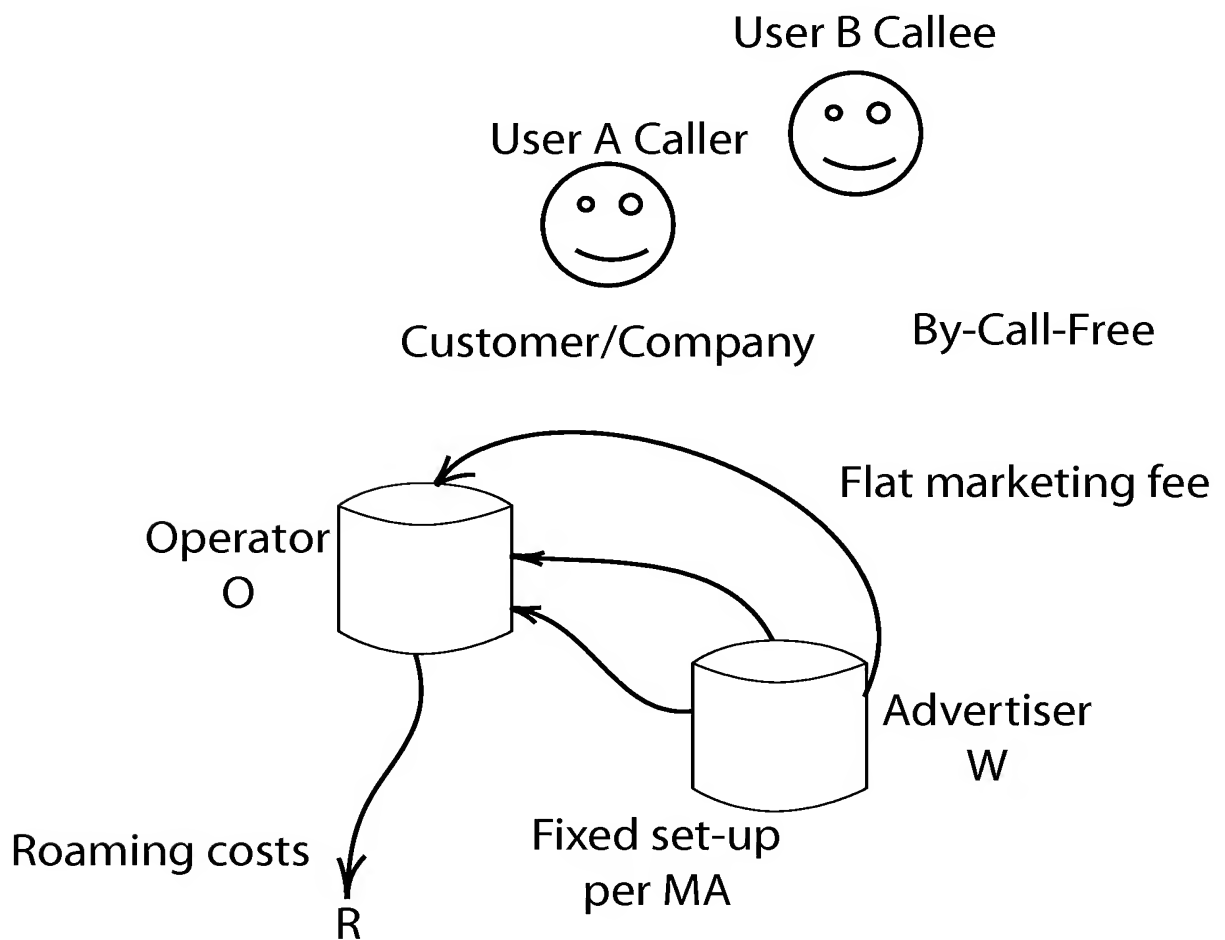 User B Callee
User A Caller
Customer/Company
By-Call-Free
Flat marketing fee
Operator
O
Advertiser
W
Fixed set-up
per MA
Roaming costs
R